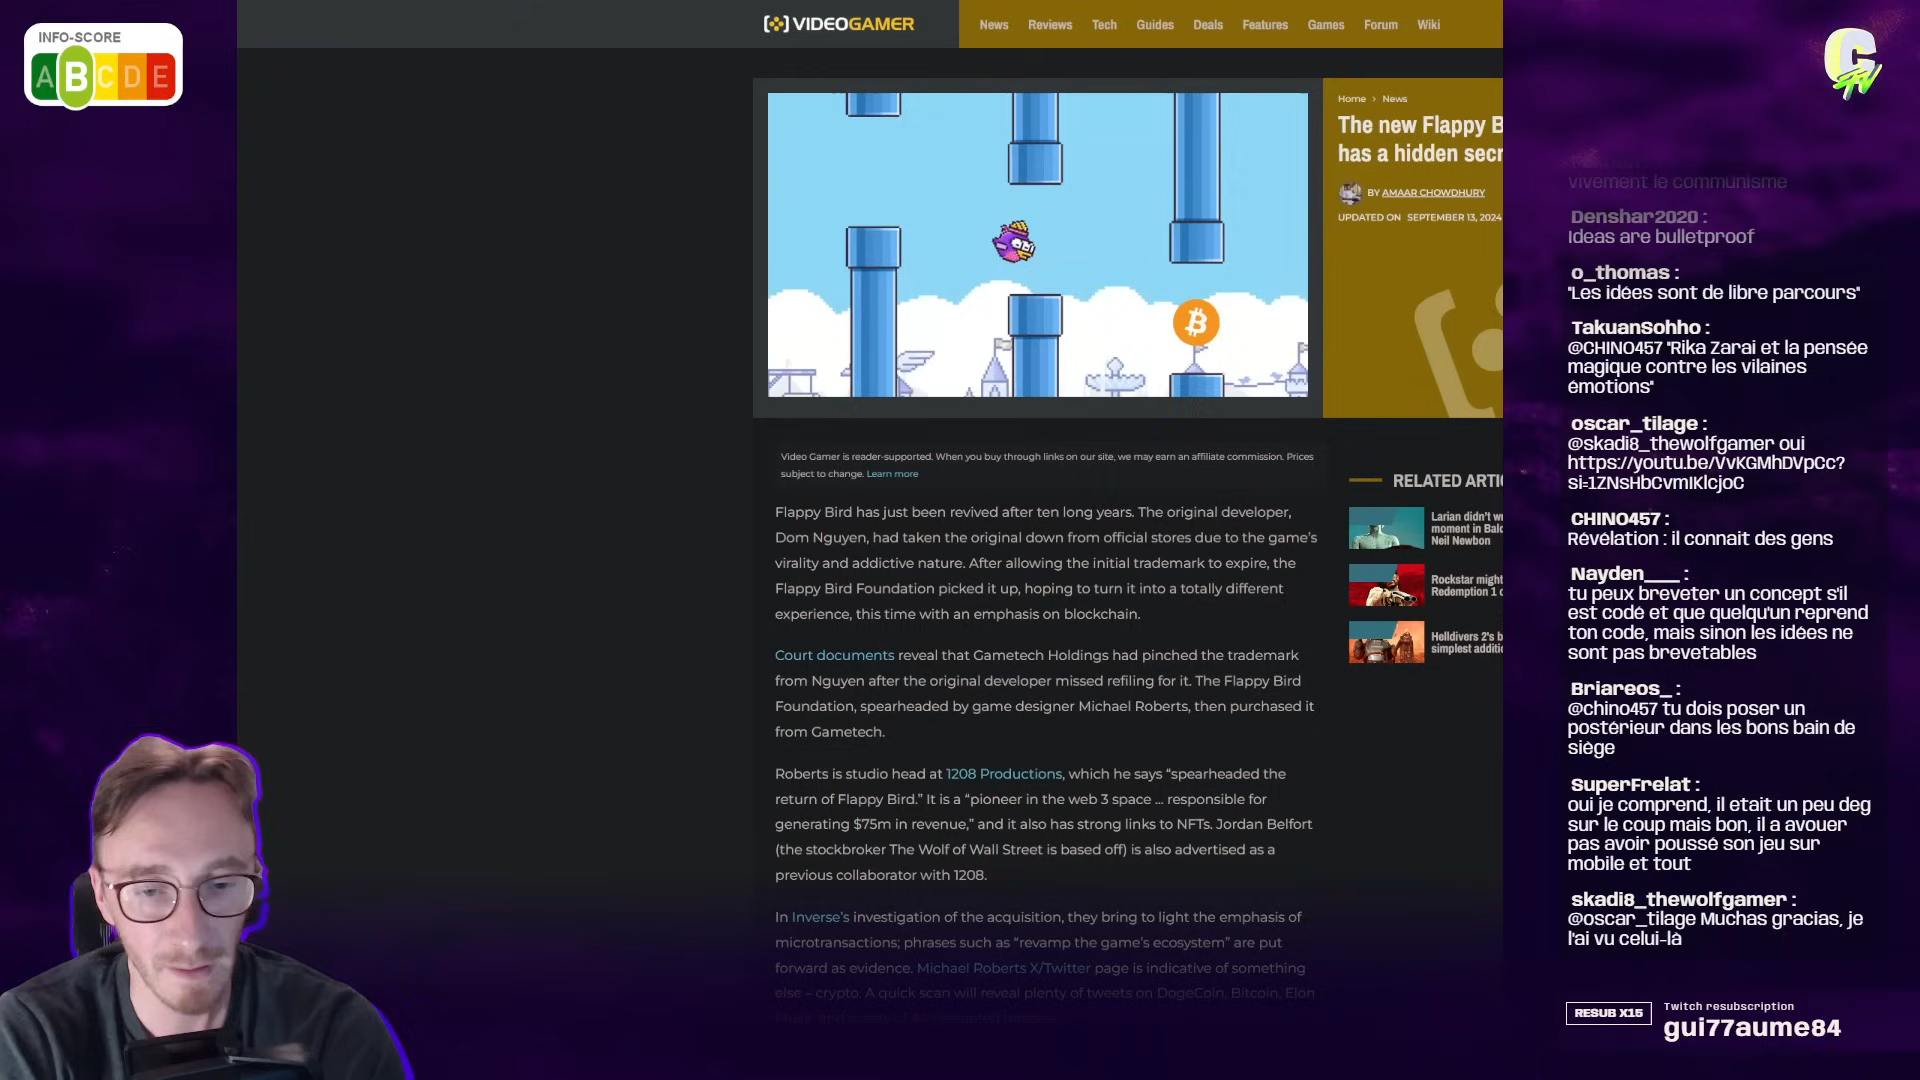 INFO-SCORE
A B C D E
VIDEOGAMER
News Reviews Tech Guides Deals Features Games Forum Wiki
Home > News
The new Flappy B
has a hidden secr
BY AMAAR CHOWDHURY
UPDATED ON SEPTEMBER 13, 2024
Video Gamer is reader-supported. When you buy through links on our site, we may earn an affiliate commission. Prices
subject to change. Learn more
Flappy Bird has just been revived after ten long years. The original developer,
Dom Nguyen, had taken the original down from official stores due to the game's
virality and addictive nature. After allowing the initial trademark to expire, the
Flappy Bird Foundation picked it up, hoping to turn it into a totally different
experience, this time with an emphasis on blockchain.
Court documents reveal that Gametech Holdings had pinched the trademark
from Nguyen after the original developer missed refiling for it. The Flappy Bird
Foundation, spearheaded by game designer Michael Roberts, then purchased it
from Gametech.
Roberts is studio head at 1208 Productions, which he says “spearheaded the
return of Flappy Bird.” It is a “pioneer in the web 3 space ... responsible for
generating $75m in revenue,” and it also has strong links to NFTs. Jordan Belfort
(the stockbroker The Wolf of Wall Street is based off) is also advertised as a
previous collaborator with 1208.
In Inverse's investigation of the acquisition, they bring to light the emphasis of
microtransactions; phrases such as “revamp the game's ecosystem” are put
forward as evidence. Michael Roberts X/Twitter page is indicative of something
else – crypto. A quick scan will reveal plenty of tweets on DogeCoin, Bitcoin, Elon
RELATED ARTIC
Larian didn't w
moment in Bald
Neil Newbon
Rockstar might
Redemption 1 o
Helldivers 2's b
simplest additio
vivement le communisme
Denshar2020 :
Ideas are bulletproof
o_thomas :
"Les idées sont de libre parcours"
TakuanSohho :
@CHINO457 "Rika Zarai et la pensée
magique contre les vilaines
émotions"
oscar_tilage :
@skadi8_thewolfgamer oui
https://youtu.be/VvKGMhDVpCc?
si=1ZNsHbCvmIKlcjoC
CHINO457 :
Révélation : il connait des gens
Nayden___ :
tu peux breveter un concept s'il
est codé et que quelqu'un reprend
ton code, mais sinon les idées ne
sont pas brevetables
Briareos_ :
@chino457 tu dois poser un
postérieur dans les bons bain de
siège
SuperFrelat :
oui je comprend, il etait un peu deg
sur le coup mais bon, il a avouer
pas avoir poussé son jeu sur
mobile et tout
skadi8_thewolfgamer :
@oscar_tilage Muchas gracias, je
l'ai vu celui-là
RESUB X15
Twitch resubscription
gui77aume84